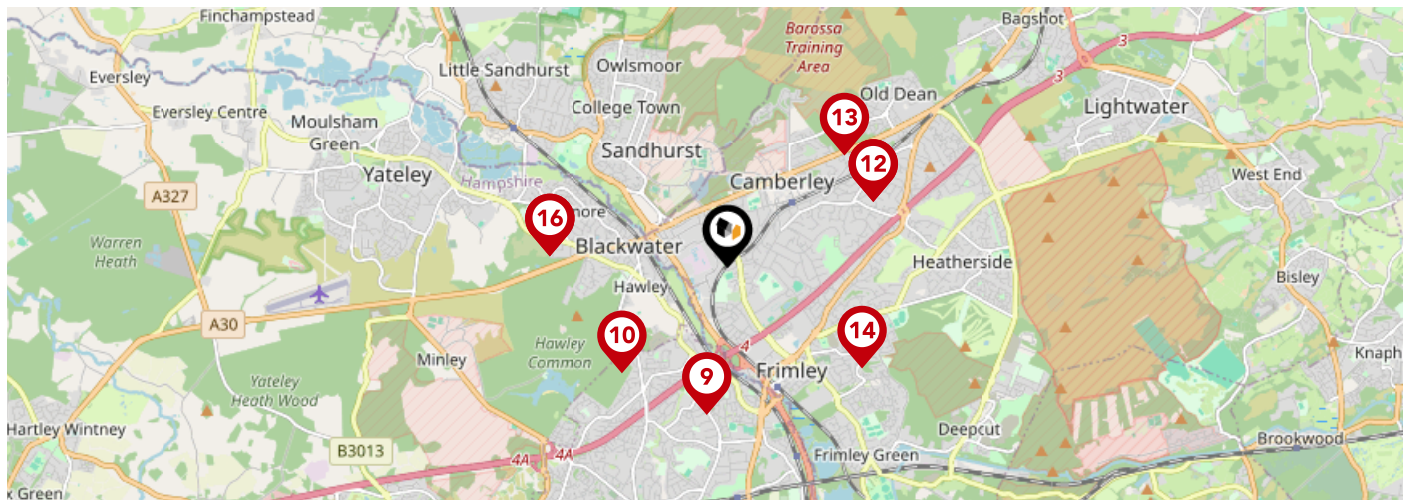 Finchampstead
Bagshot
Barossa
Training
Area
3
Eversley
Little Sandhurst
Owlsmoor
3
Old Dean
Eversley Centre
College Town
Lightwater
Moulsham
Green
13
Sandhurst
12
Yateley
Hampshire
Camberley
West End
A327
16
more
Warren
Heath
Blackwater
Heatherside
Hawley
Bisley
A30
10
14
4
Hawley
Common
Minley
9
Frimley
Knaph
Yateley
Heath Wood
Hartley Wintney
Deepcut
B3013
4A
4A
Frimley Green
Brookwood
x Green